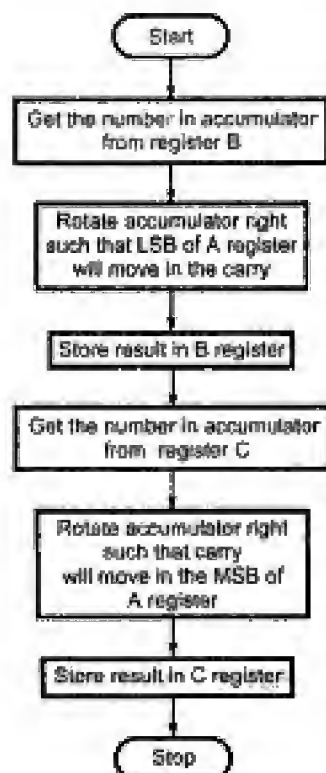 Start
Get the number in accumulator
from register B
Rotate accumulator right
such that LSB of A register
will move in the carry
Store result in B register
Get the number in accumulator
from register C
Rotate accumulator right
such that carry
will move in the MSB of
A register
Store result in C register
Stop